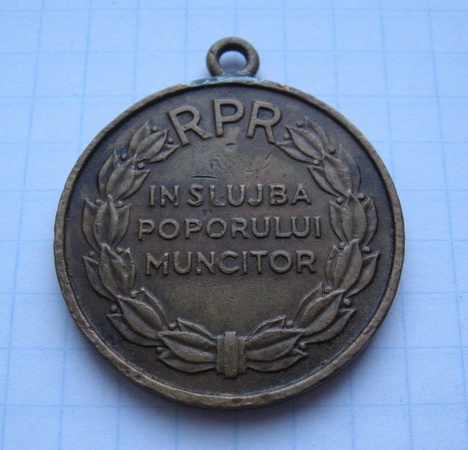 RPR
IN SLUJBA
POPORULUI
MUNCITOR